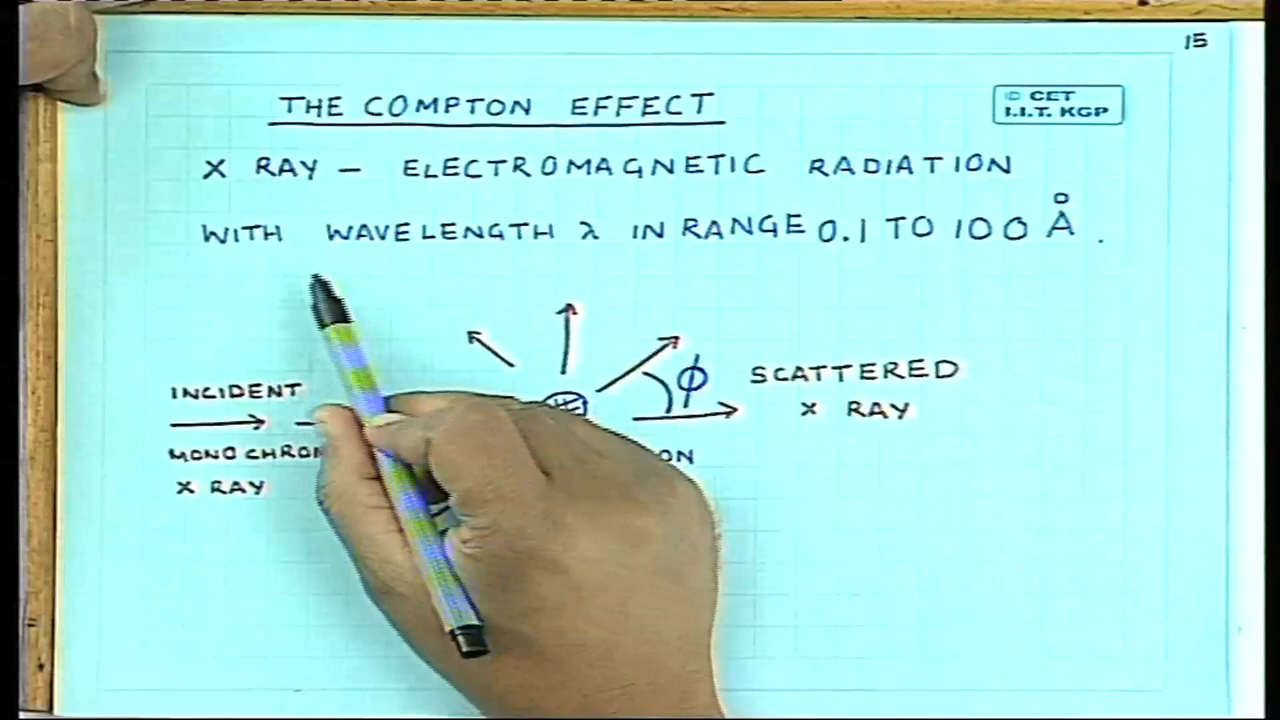 15
THE COMPTON EFFECT
© CET
I.I.T. KGP
X RAY – ELECTROMAGNETIC RADIATION
WITH WAVELENGTH λ IN RANGE 0.1 TO 100 Å .
INCIDENT
ϕ
SCATTERED
X RAY
X RAY